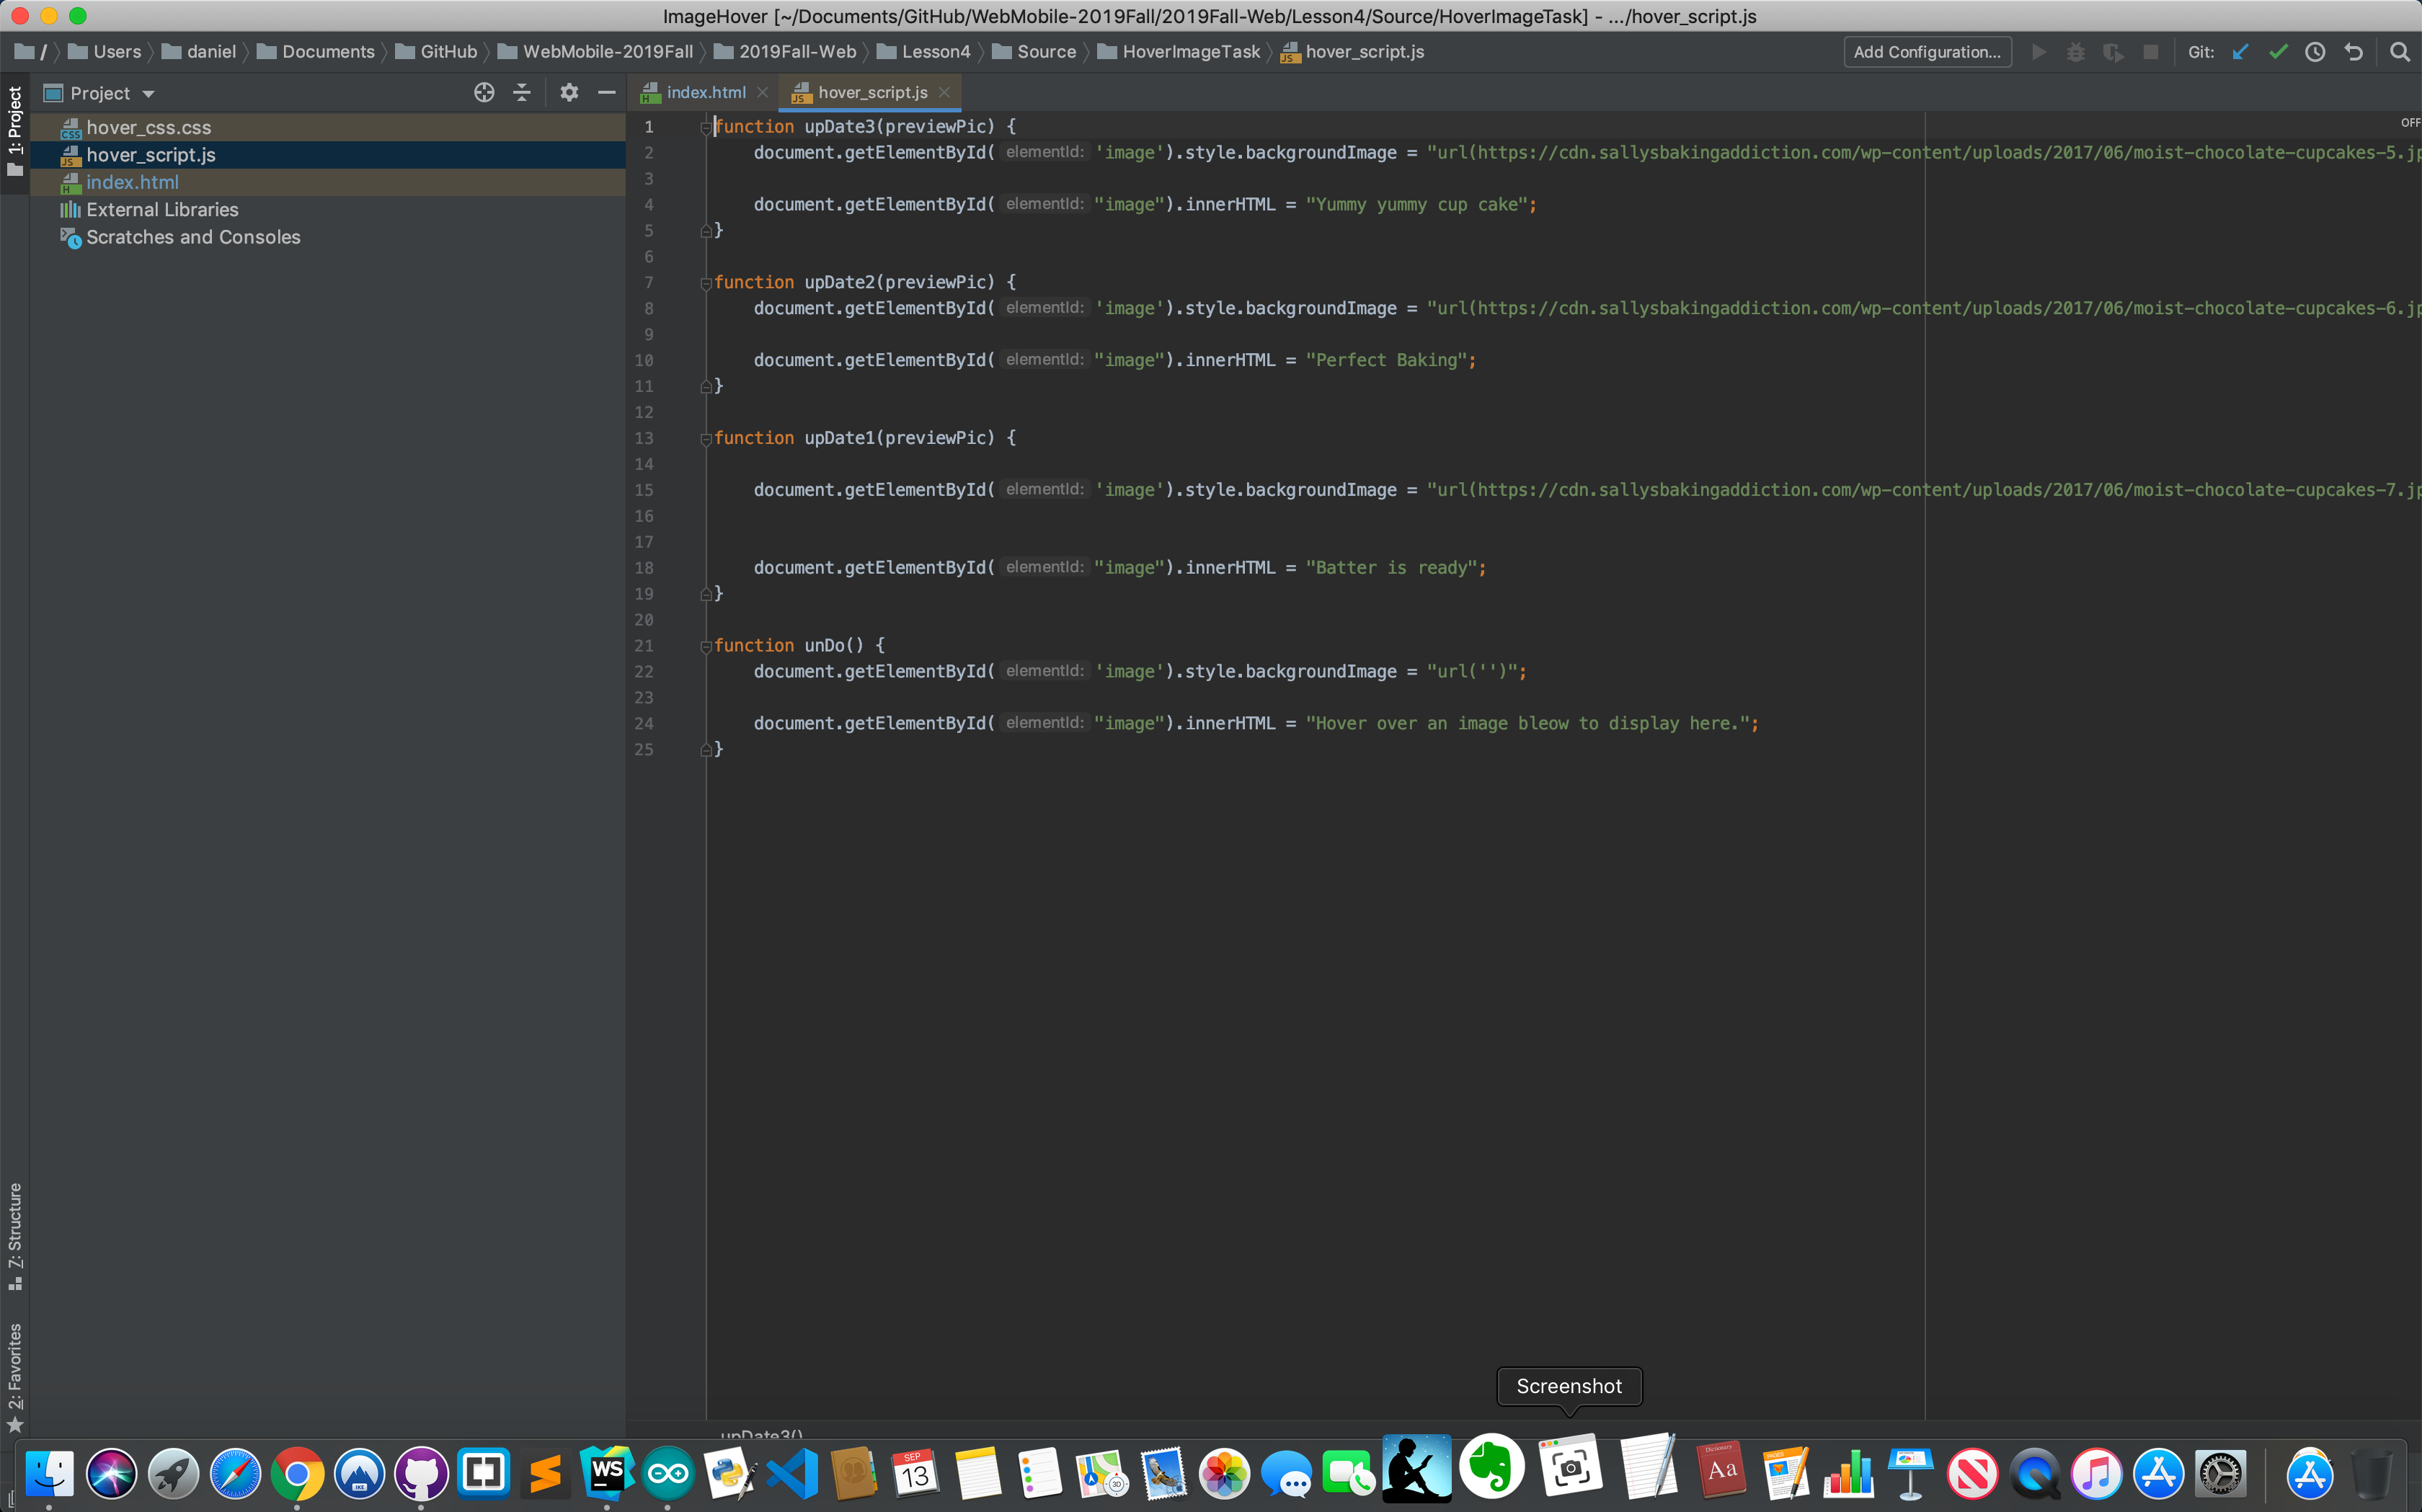 ImageHover [~/Documents/GitHub/WebMobile-2019Fall/2019Fall-Web/Lesson4/Source/HoverImageTask] - .../hover_script.js
/ Users daniel Documents GitHub WebMobile-2019Fall 2019Fall-Web Lesson4 Source HoverImageTask hover_script.js Add Configuration... Git:
1: Project
Project
hover_css.css
hover_script.js
index.html
External Libraries
Scratches and Consoles
7: Structure
2: Favorites
index.html hover_script.js
OFF
1 function upDate3(previewPic) {
2 document.getElementById( elementId: 'image').style.backgroundImage = "url(https://cdn.sallysbakingaddiction.com/wp-content/uploads/2017/06/moist-chocolate-cupcakes-5.jp
3
4 document.getElementById( elementId: "image").innerHTML = "Yummy yummy cup cake";
5 }
6
7 function upDate2(previewPic) {
8 document.getElementById( elementId: 'image').style.backgroundImage = "url(https://cdn.sallysbakingaddiction.com/wp-content/uploads/2017/06/moist-chocolate-cupcakes-6.jp
9
10 document.getElementById( elementId: "image").innerHTML = "Perfect Baking";
11 }
12
13 function upDate1(previewPic) {
14
15 document.getElementById( elementId: 'image').style.backgroundImage = "url(https://cdn.sallysbakingaddiction.com/wp-content/uploads/2017/06/moist-chocolate-cupcakes-7.jp
16
17
18 document.getElementById( elementId: "image").innerHTML = "Batter is ready";
19 }
20
21 function unDo() {
22 document.getElementById( elementId: 'image').style.backgroundImage = "url('')";
23
24 document.getElementById( elementId: "image").innerHTML = "Hover over an image bleow to display here.";
25 }
upDate3()
Screenshot
IKE
WS
SEP
13
3D
Dictionary
Aa
PAGES